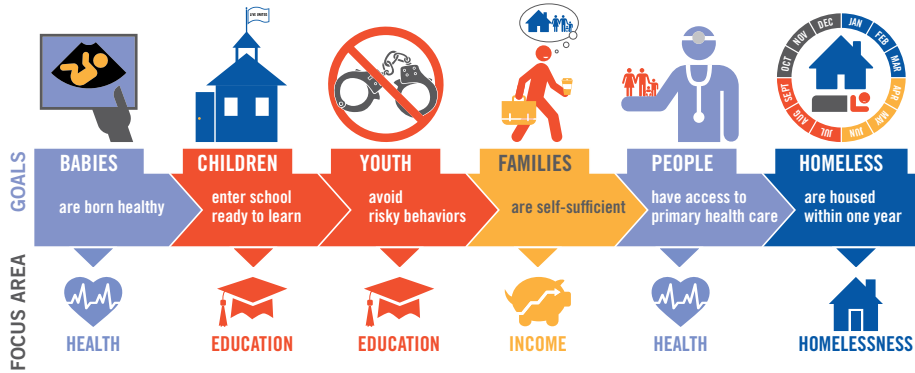 LIVE UNITED
JAN
FEB
MAR
APR
MAY
JUN
JUL
AUG
SEPT
OCT
NOV
DEC
GOALS
BABIES
are born healthy
CHILDREN
enter school
ready to learn
YOUTH
avoid
risky behaviors
FAMILIES
are self-sufficient
PEOPLE
have access to
primary health care
HOMELESS
are housed
within one year
FOCUS AREA
HEALTH
EDUCATION
EDUCATION
INCOME
HEALTH
HOMELESSNESS